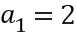 a₁ = 2